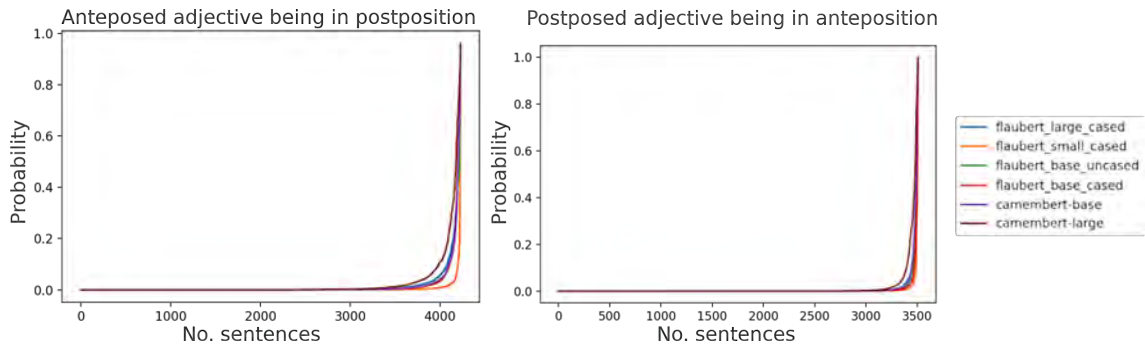 Anteposed adjective being in postposition
1.0
0.8
0.6
0.4
0.2
0.0
Probability
0 1000 2000 3000 4000
No. sentences
Postposed adjective being in anteposition
1.0
0.8
0.6
0.4
0.2
0.0
Probability
0 500 1000 1500 2000 2500 3000 3500
No. sentences
flaubert_large_cased
flaubert_small_cased
flaubert_base_uncased
flaubert_base_cased
camembert-base
camembert-large